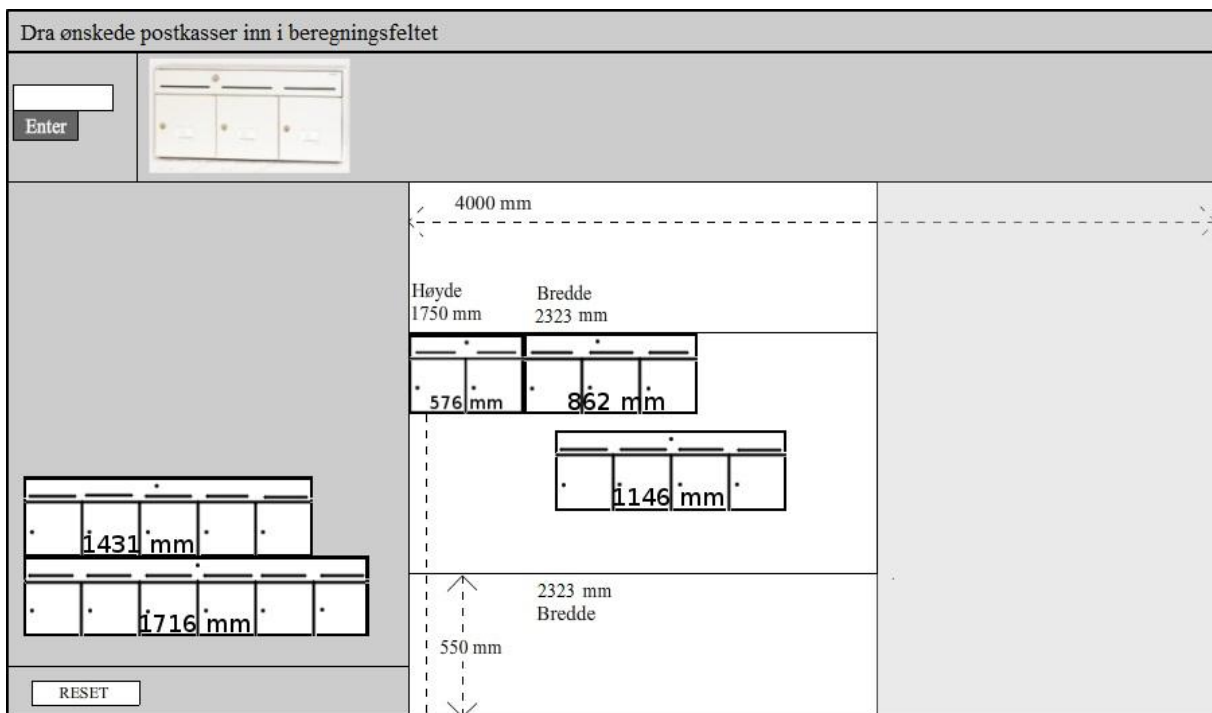 Dra ønskede postkasser inn i beregningsfeltet
Enter
4000 mm
Høyde
1750 mm
Bredde
2323 mm
576 mm
862 mm
1146 mm
1431 mm
1716 mm
2323 mm
Bredde
550 mm
RESET